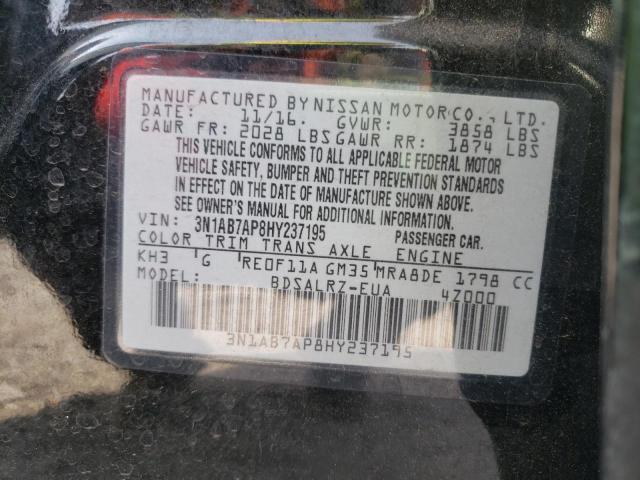 MANUFACTURED BY NISSAN MOTOR CO., LTD.
DATE: 11/16. GVWR: 3858 LBS
GAWR FR: 2028 LBS GAWR RR: 1874 LBS
THIS VEHICLE CONFORMS TO ALL APPLICABLE FEDERAL MOTOR
VEHICLE SAFETY, BUMPER AND THEFT PREVENTION STANDARDS
IN EFFECT ON THE DATE OF MANUFACTURE SHOWN ABOVE.
SEE OWNER'S MANUAL FOR ADDITIONAL INFORMATION.
VIN: 3N1AB7AP8HY237195 PASSENGER CAR.
COLOR TRIM TRANS AXLE ENGINE
KH3 G RE0F11A GM35 MRA8DE 1798 CC
MODEL: BDSALRZ-EUA 4Z000
3N1AB7AP8HY237195